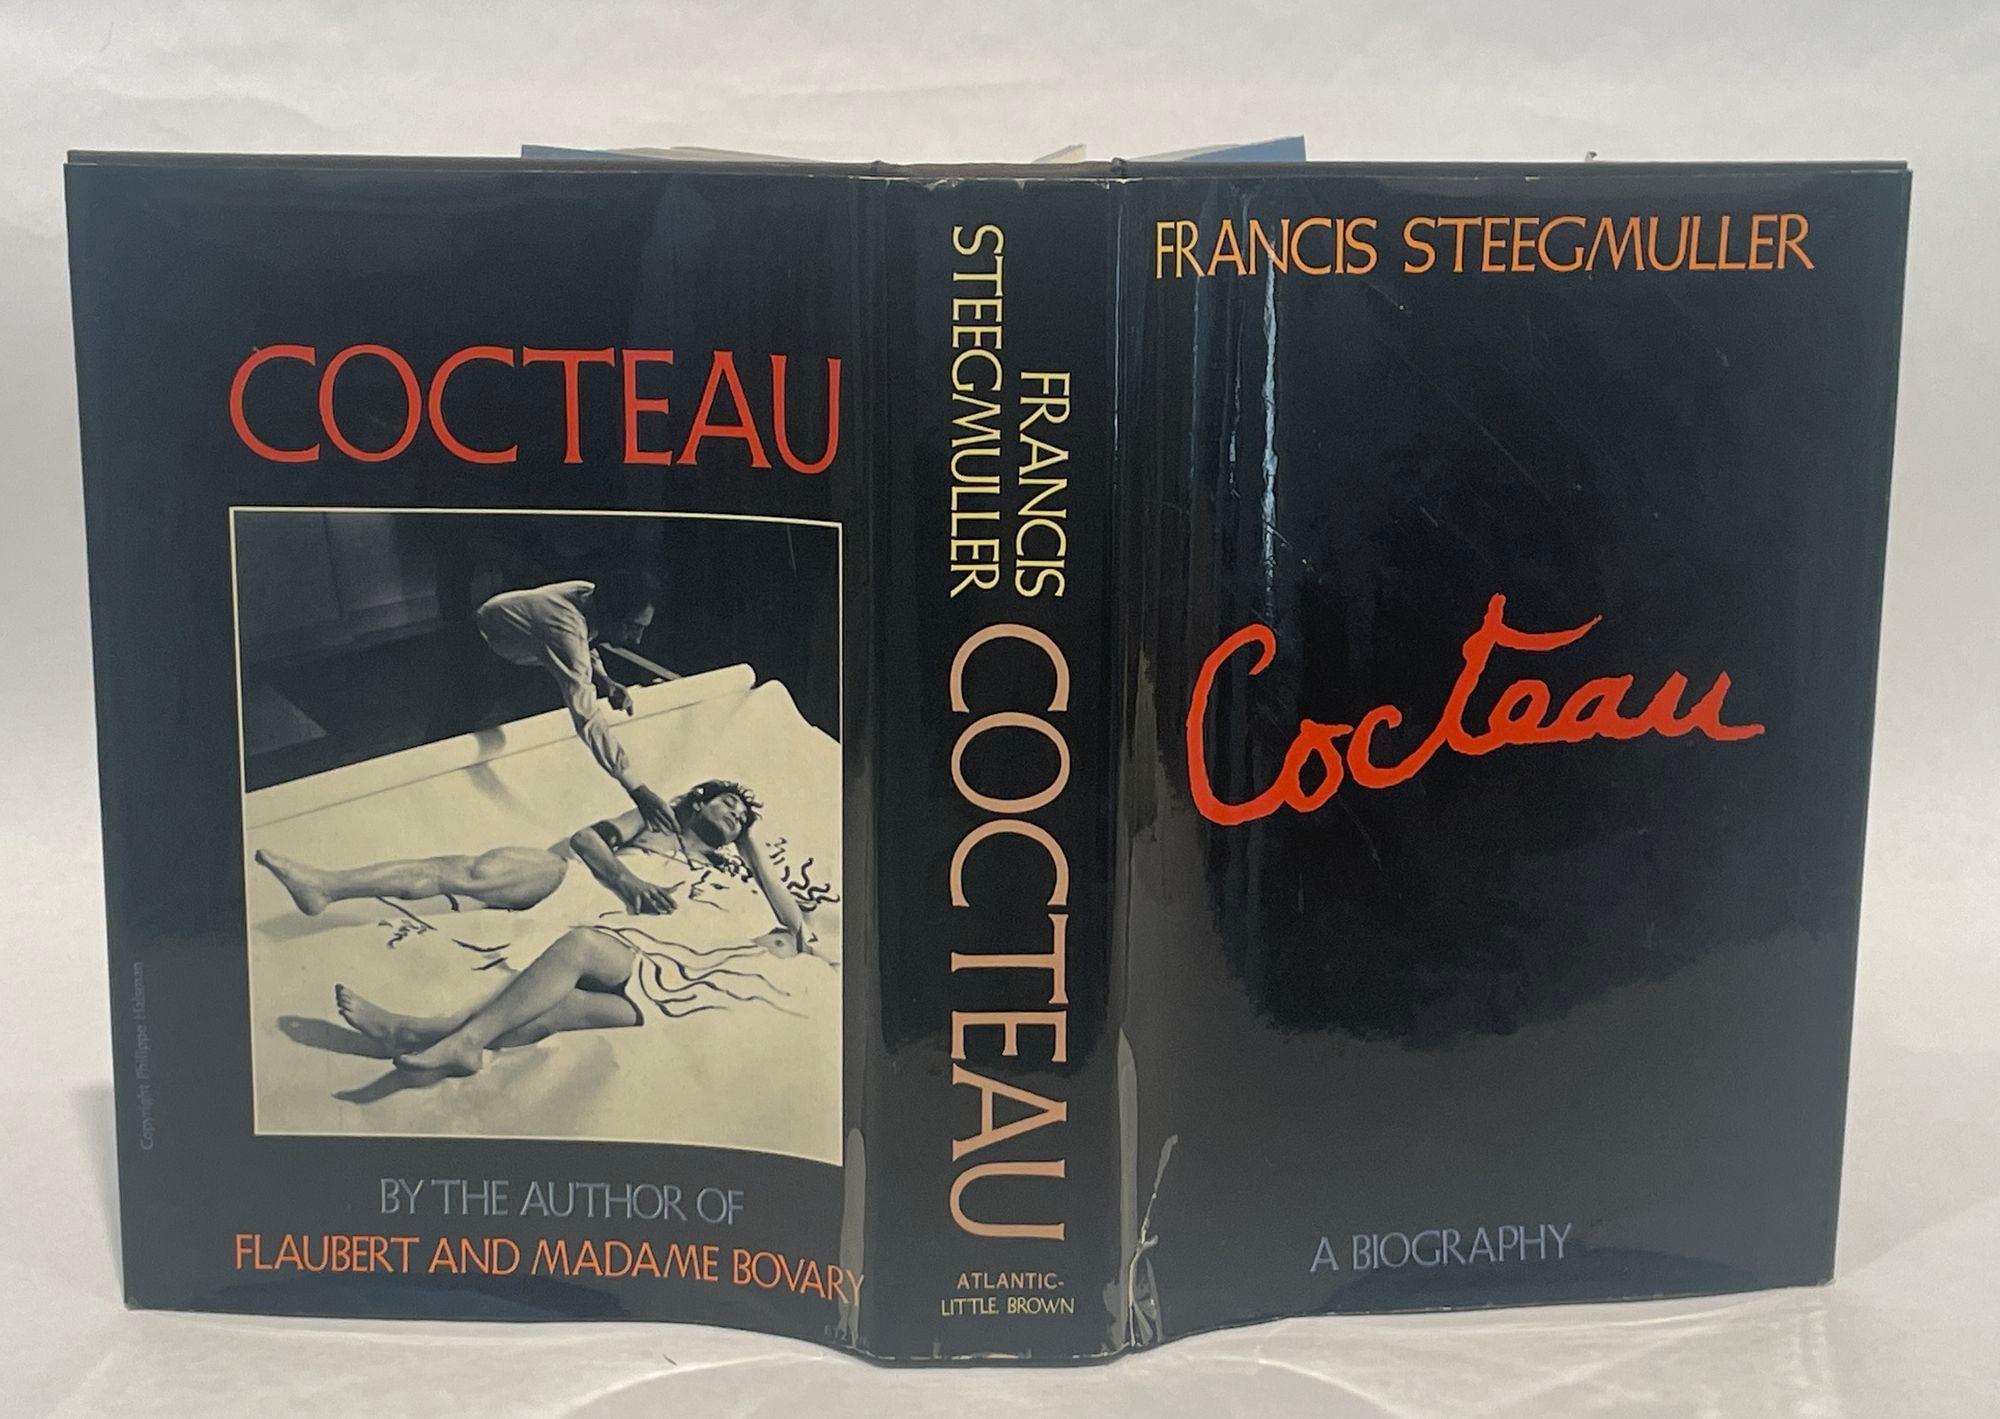 COCTEAU
Copyright Philippe Halsman
BY THE AUTHOR OF
FLAUBERT AND MADAME BOVARY
FRANCIS
STEEGMULLER
COCTEAU
ATLANTIC-
LITTLE, BROWN
FRANCIS STEEGMULLER
Cocteau
A BIOGRAPHY